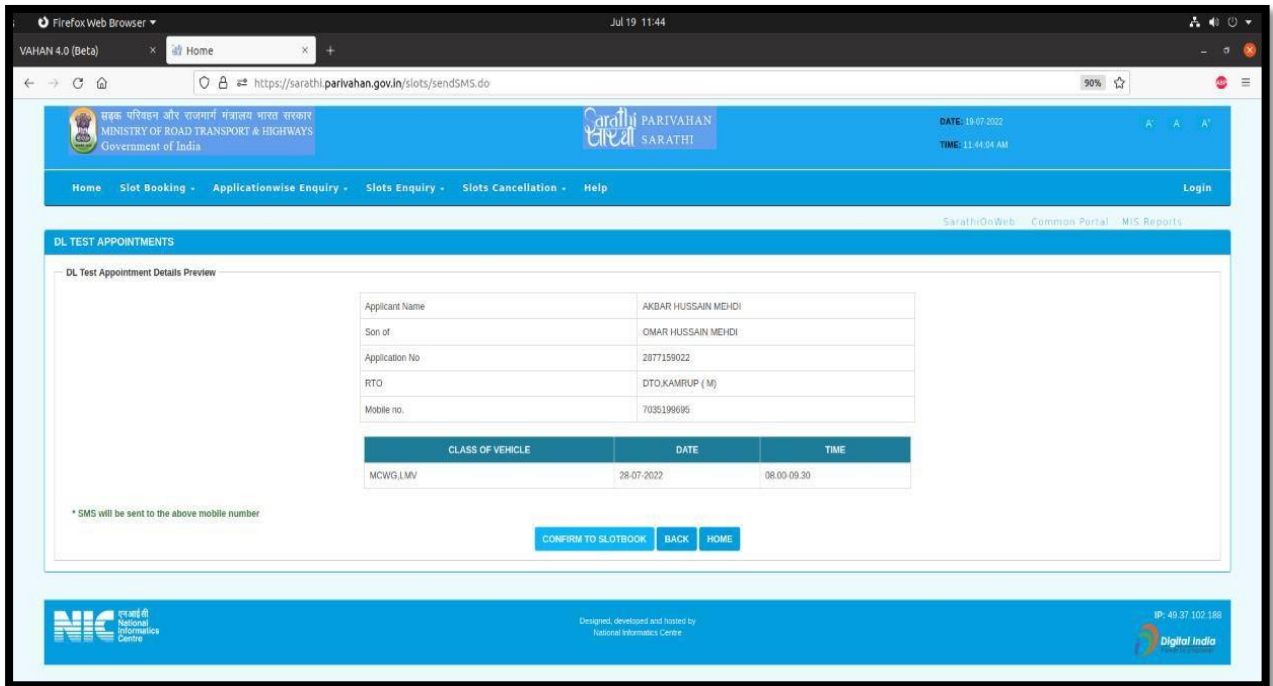 Firefox Web Browser
Jul 19 11:44
VAHAN 4.0 (Beta) × Home × +
https://sarathi.parivahan.gov.in/slots/sendSMS.do 90% ABP
सड़क परिवहन और राजमार्ग मंत्रालय भारत सरकार
MINISTRY OF ROAD TRANSPORT & HIGHWAYS
Government of India
Sarathi PARIVAHAN
सारथी SARATHI
DATE: 19-07-2022
TIME: 11:44:04 AM
A- A A+
Home Slot Booking Applicationwise Enquiry Slots Enquiry Slots Cancellation Help Login
SarathiOnWeb Common Portal MIS Reports
DL TEST APPOINTMENTS
DL Test Appointment Details Preview
Applicant Name AKBAR HUSSAIN MEHDI
Son of OMAR HUSSAIN MEHDI
Application No 2877159022
RTO DTO,KAMRUP ( M)
Mobile no. 7035199695
CLASS OF VEHICLE DATE TIME
MCWG,LMV 28-07-2022 08.00-09.30
* SMS will be sent to the above mobile number
CONFIRM TO SLOTBOOK BACK HOME
NIC
एनआईसी
National
Informatics
Centre
Designed, developed and hosted by
National Informatics Centre
IP: 49.37.102.188
Digital India